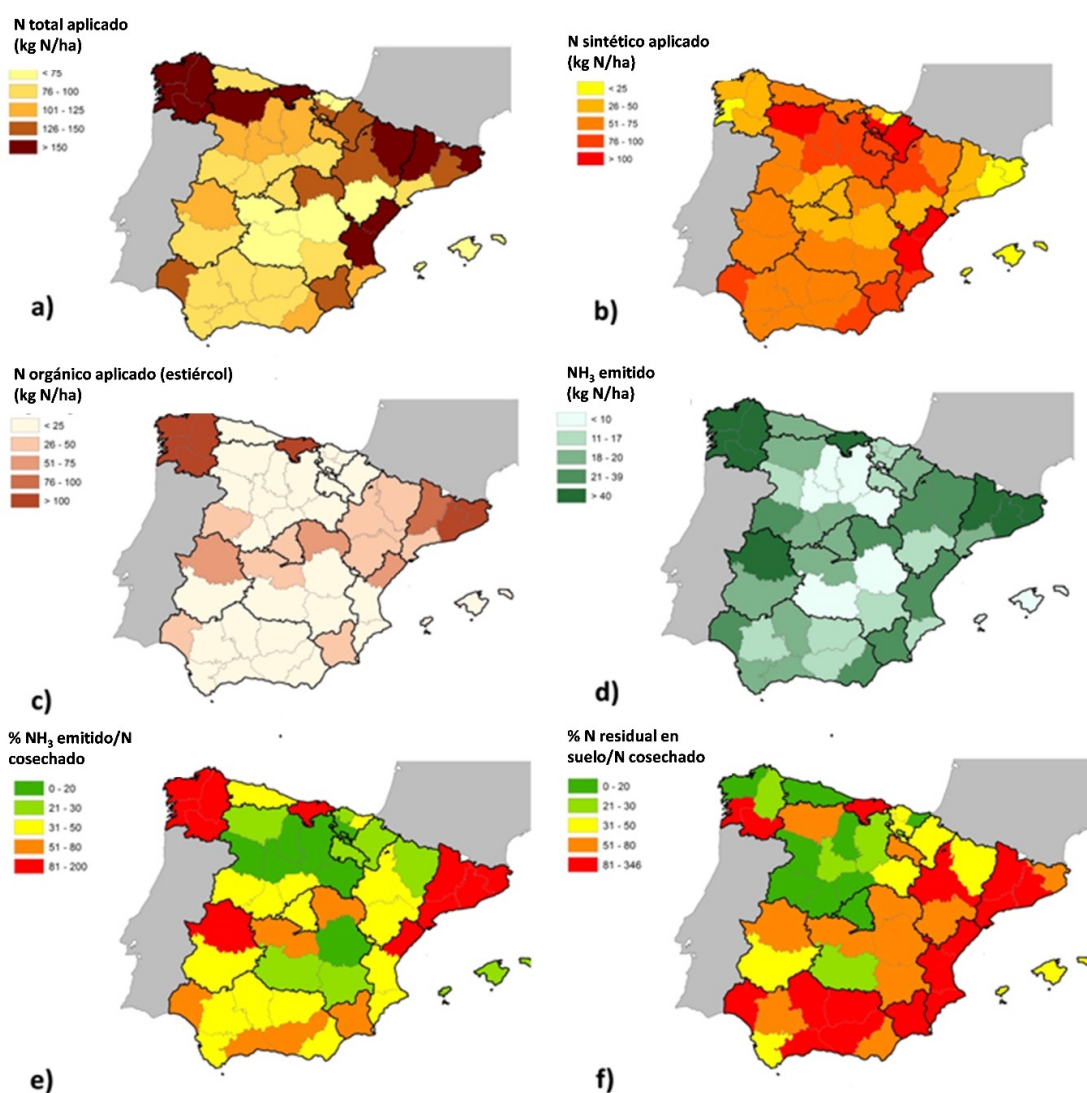 N total aplicado
(kg N/ha)
< 75
76 - 100
101 - 125
126 - 150
> 150
a)
N sintético aplicado
(kg N/ha)
< 25
26 - 50
51 - 75
76 - 100
> 100
b)
N orgánico aplicado (estiércol)
(kg N/ha)
< 25
26 - 50
51 - 75
76 - 100
> 100
c)
NH₃ emitido
(kg N/ha)
< 10
11 - 17
18 - 20
21 - 39
> 40
d)
% NH₃ emitido/N
cosechado
0 - 20
21 - 30
31 - 50
51 - 80
81 - 200
e)
% N residual en
suelo/N cosechado
0 - 20
21 - 30
31 - 50
51 - 80
81 - 346
f)